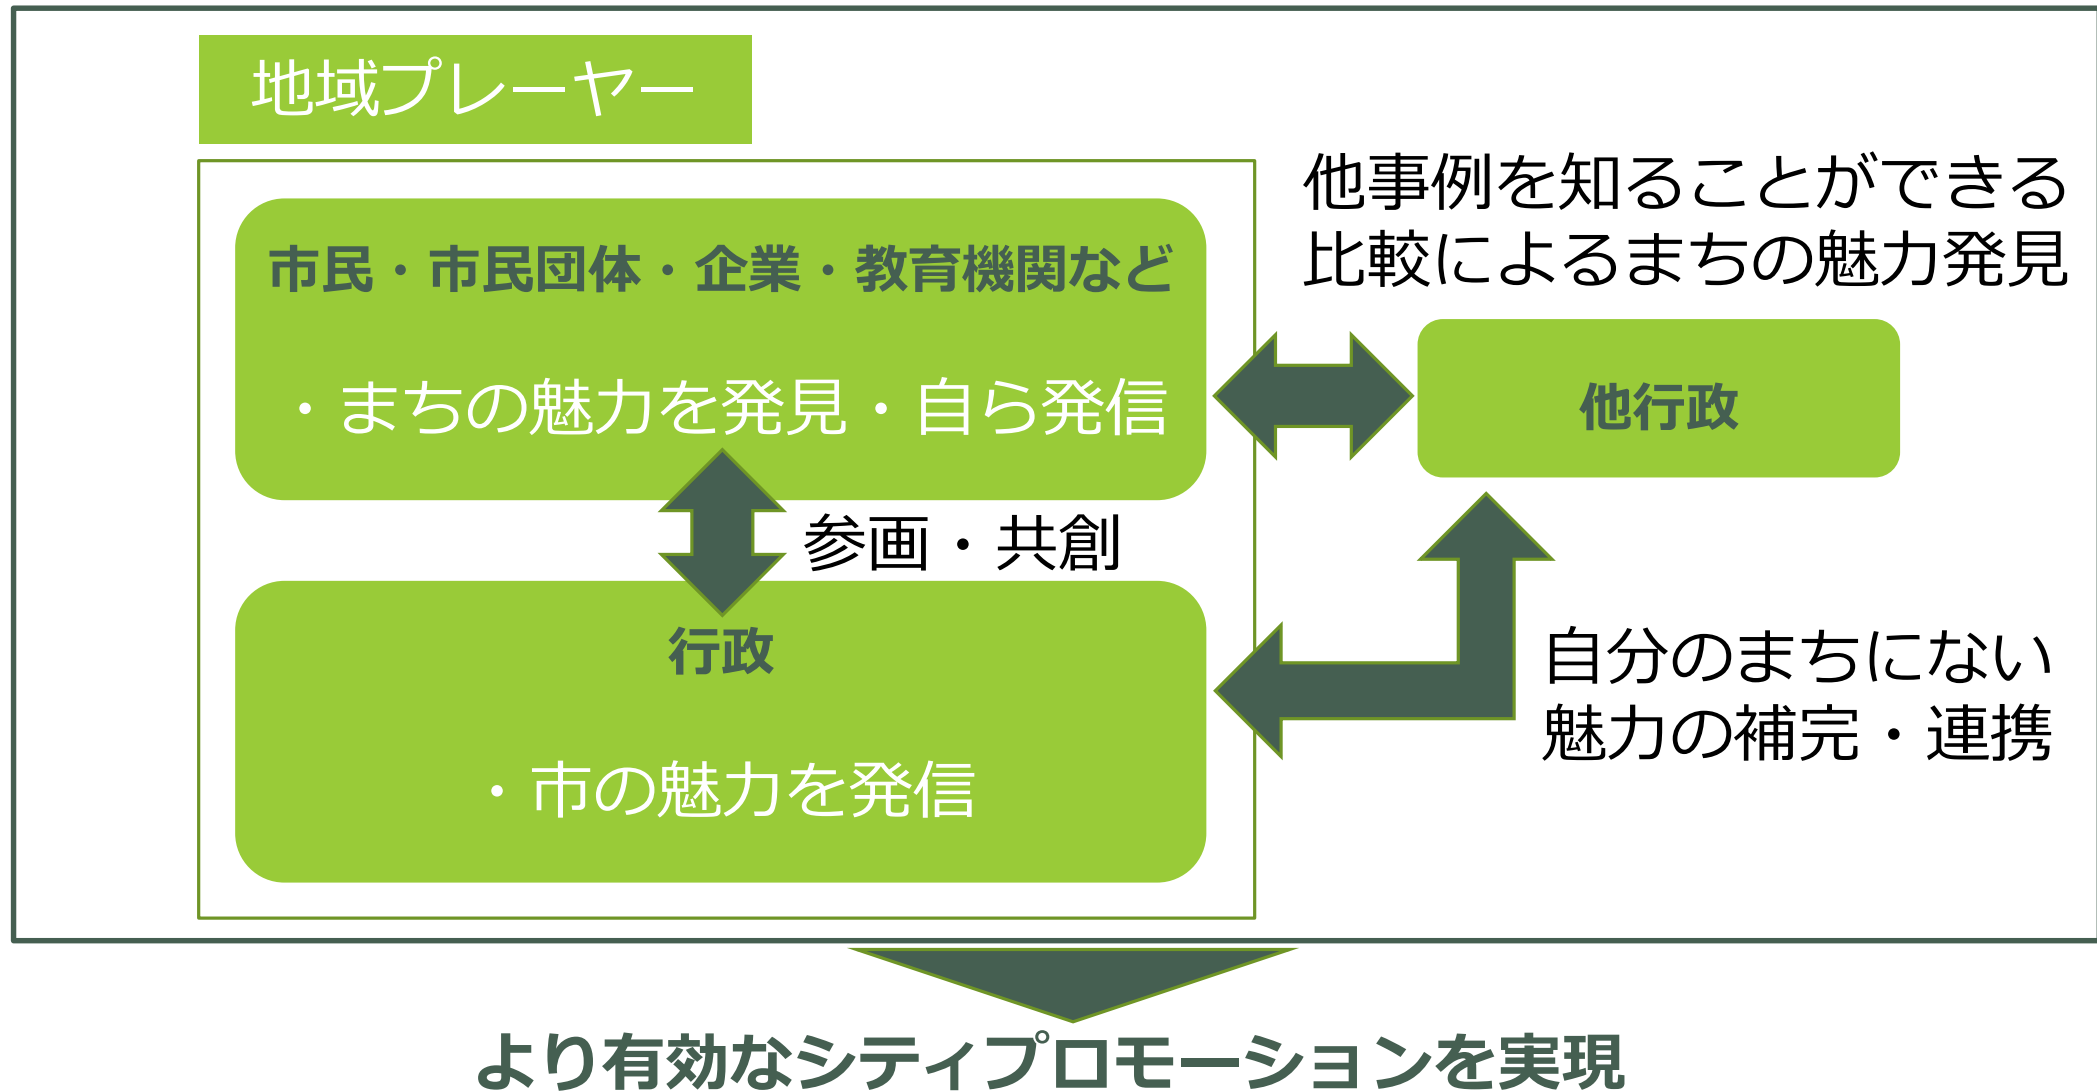 地域プレーヤー
市民・市民団体・企業・教育機関など
・まちの魅力を発見・自ら発信
参画・共創
行政
・市の魅力を発信
他事例を知ることができる
比較によるまちの魅力発見
他行政
自分のまちにない
魅力の補完・連携
より有効なシティプロモーションを実現